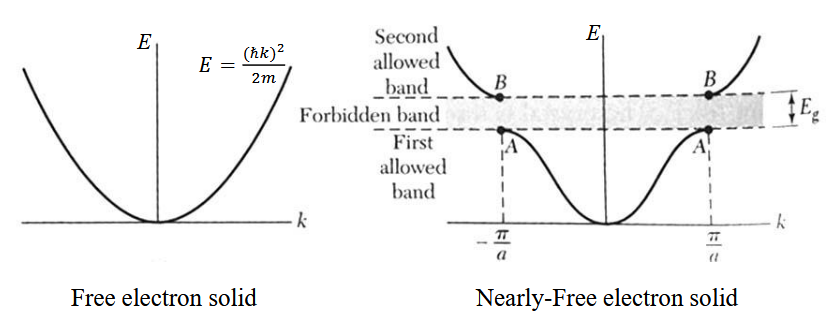 E
E = (ħk)² / 2m
k
Free electron solid
Second
allowed
band
Forbidden band
First
allowed
band
E
B
B
A
A
E_g
k
-π/a
π/a
Nearly-Free electron solid